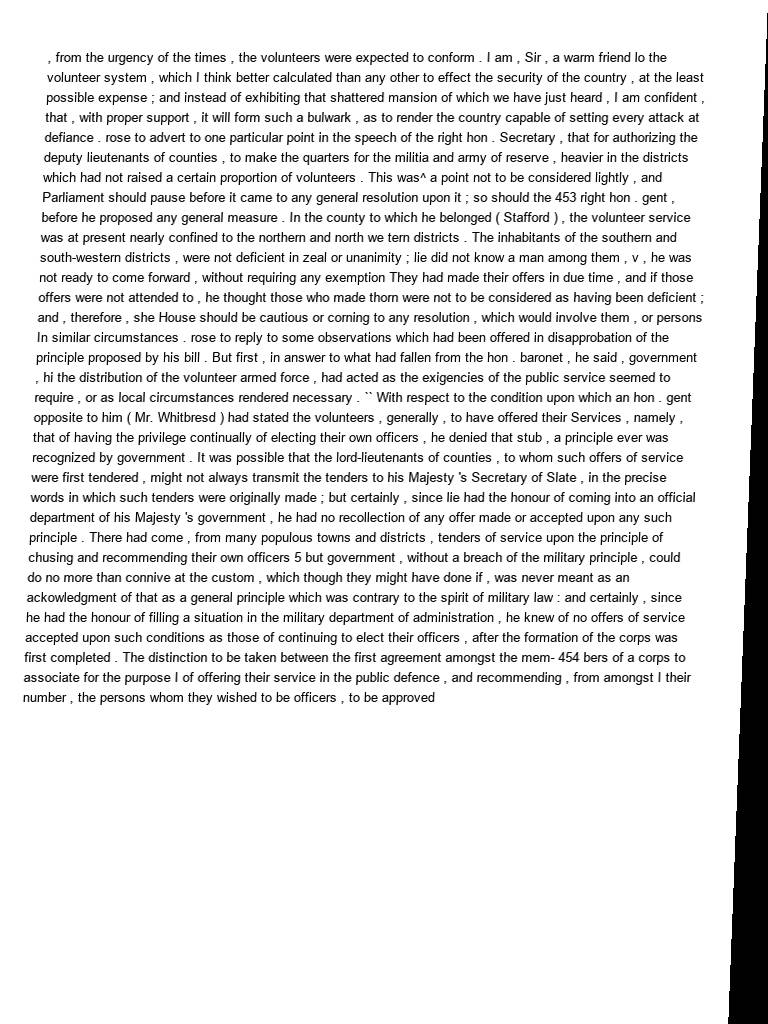 , from the urgency of the times , the volunteers were expected to conform . I am , Sir , a warm friend lo the
volunteer system , which I think better calculated than any other to effect the security of the country , at the least
possible expense ; and instead of exhibiting that shattered mansion of which we have just heard , I am confident ,
that , with proper support , it will form such a bulwark , as to render the country capable of setting every attack at
defiance . rose to advert to one particular point in the speech of the right hon . Secretary , that for authorizing the
deputy lieutenants of counties , to make the quarters for the militia and army of reserve , heavier in the districts
which had not raised a certain proportion of volunteers . This was^ a point not to be considered lightly , and
Parliament should pause before it came to any general resolution upon it ; so should the 453 right hon . gent ,
before he proposed any general measure . In the county to which he belonged ( Stafford ) , the volunteer service
was at present nearly confined to the northern and north we tern districts . The inhabitants of the southern and
south-western districts , were not deficient in zeal or unanimity ; lie did not know a man among them , v , he was
not ready to come forward , without requiring any exemption They had made their offers in due time , and if those
offers were not attended to , he thought those who made thorn were not to be considered as having been deficient ;
and , therefore , she House should be cautious or corning to any resolution , which would involve them , or persons
In similar circumstances . rose to reply to some observations which had been offered in disapprobation of the
principle proposed by his bill . But first , in answer to what had fallen from the hon . baronet , he said , government
, hi the distribution of the volunteer armed force , had acted as the exigencies of the public service seemed to
require , or as local circumstances rendered necessary . `` With respect to the condition upon which an hon . gent
opposite to him ( Mr. Whitbresd ) had stated the volunteers , generally , to have offered their Services , namely ,
that of having the privilege continually of electing their own officers , he denied that stub , a principle ever was
recognized by government . It was possible that the lord-lieutenants of counties , to whom such offers of service
were first tendered , might not always transmit the tenders to his Majesty 's Secretary of Slate , in the precise
words in which such tenders were originally made ; but certainly , since lie had the honour of coming into an official
department of his Majesty 's government , he had no recollection of any offer made or accepted upon any such
principle . There had come , from many populous towns and districts , tenders of service upon the principle of
chusing and recommending their own officers 5 but government , without a breach of the military principle , could
do no more than connive at the custom , which though they might have done if , was never meant as an
ackowledgment of that as a general principle which was contrary to the spirit of military law : and certainly , since
he had the honour of filling a situation in the military department of administration , he knew of no offers of service
accepted upon such conditions as those of continuing to elect their officers , after the formation of the corps was
first completed . The distinction to be taken between the first agreement amongst the mem- 454 bers of a corps to
associate for the purpose I of offering their service in the public defence , and recommending , from amongst I their
number , the persons whom they wished to be officers , to be approved